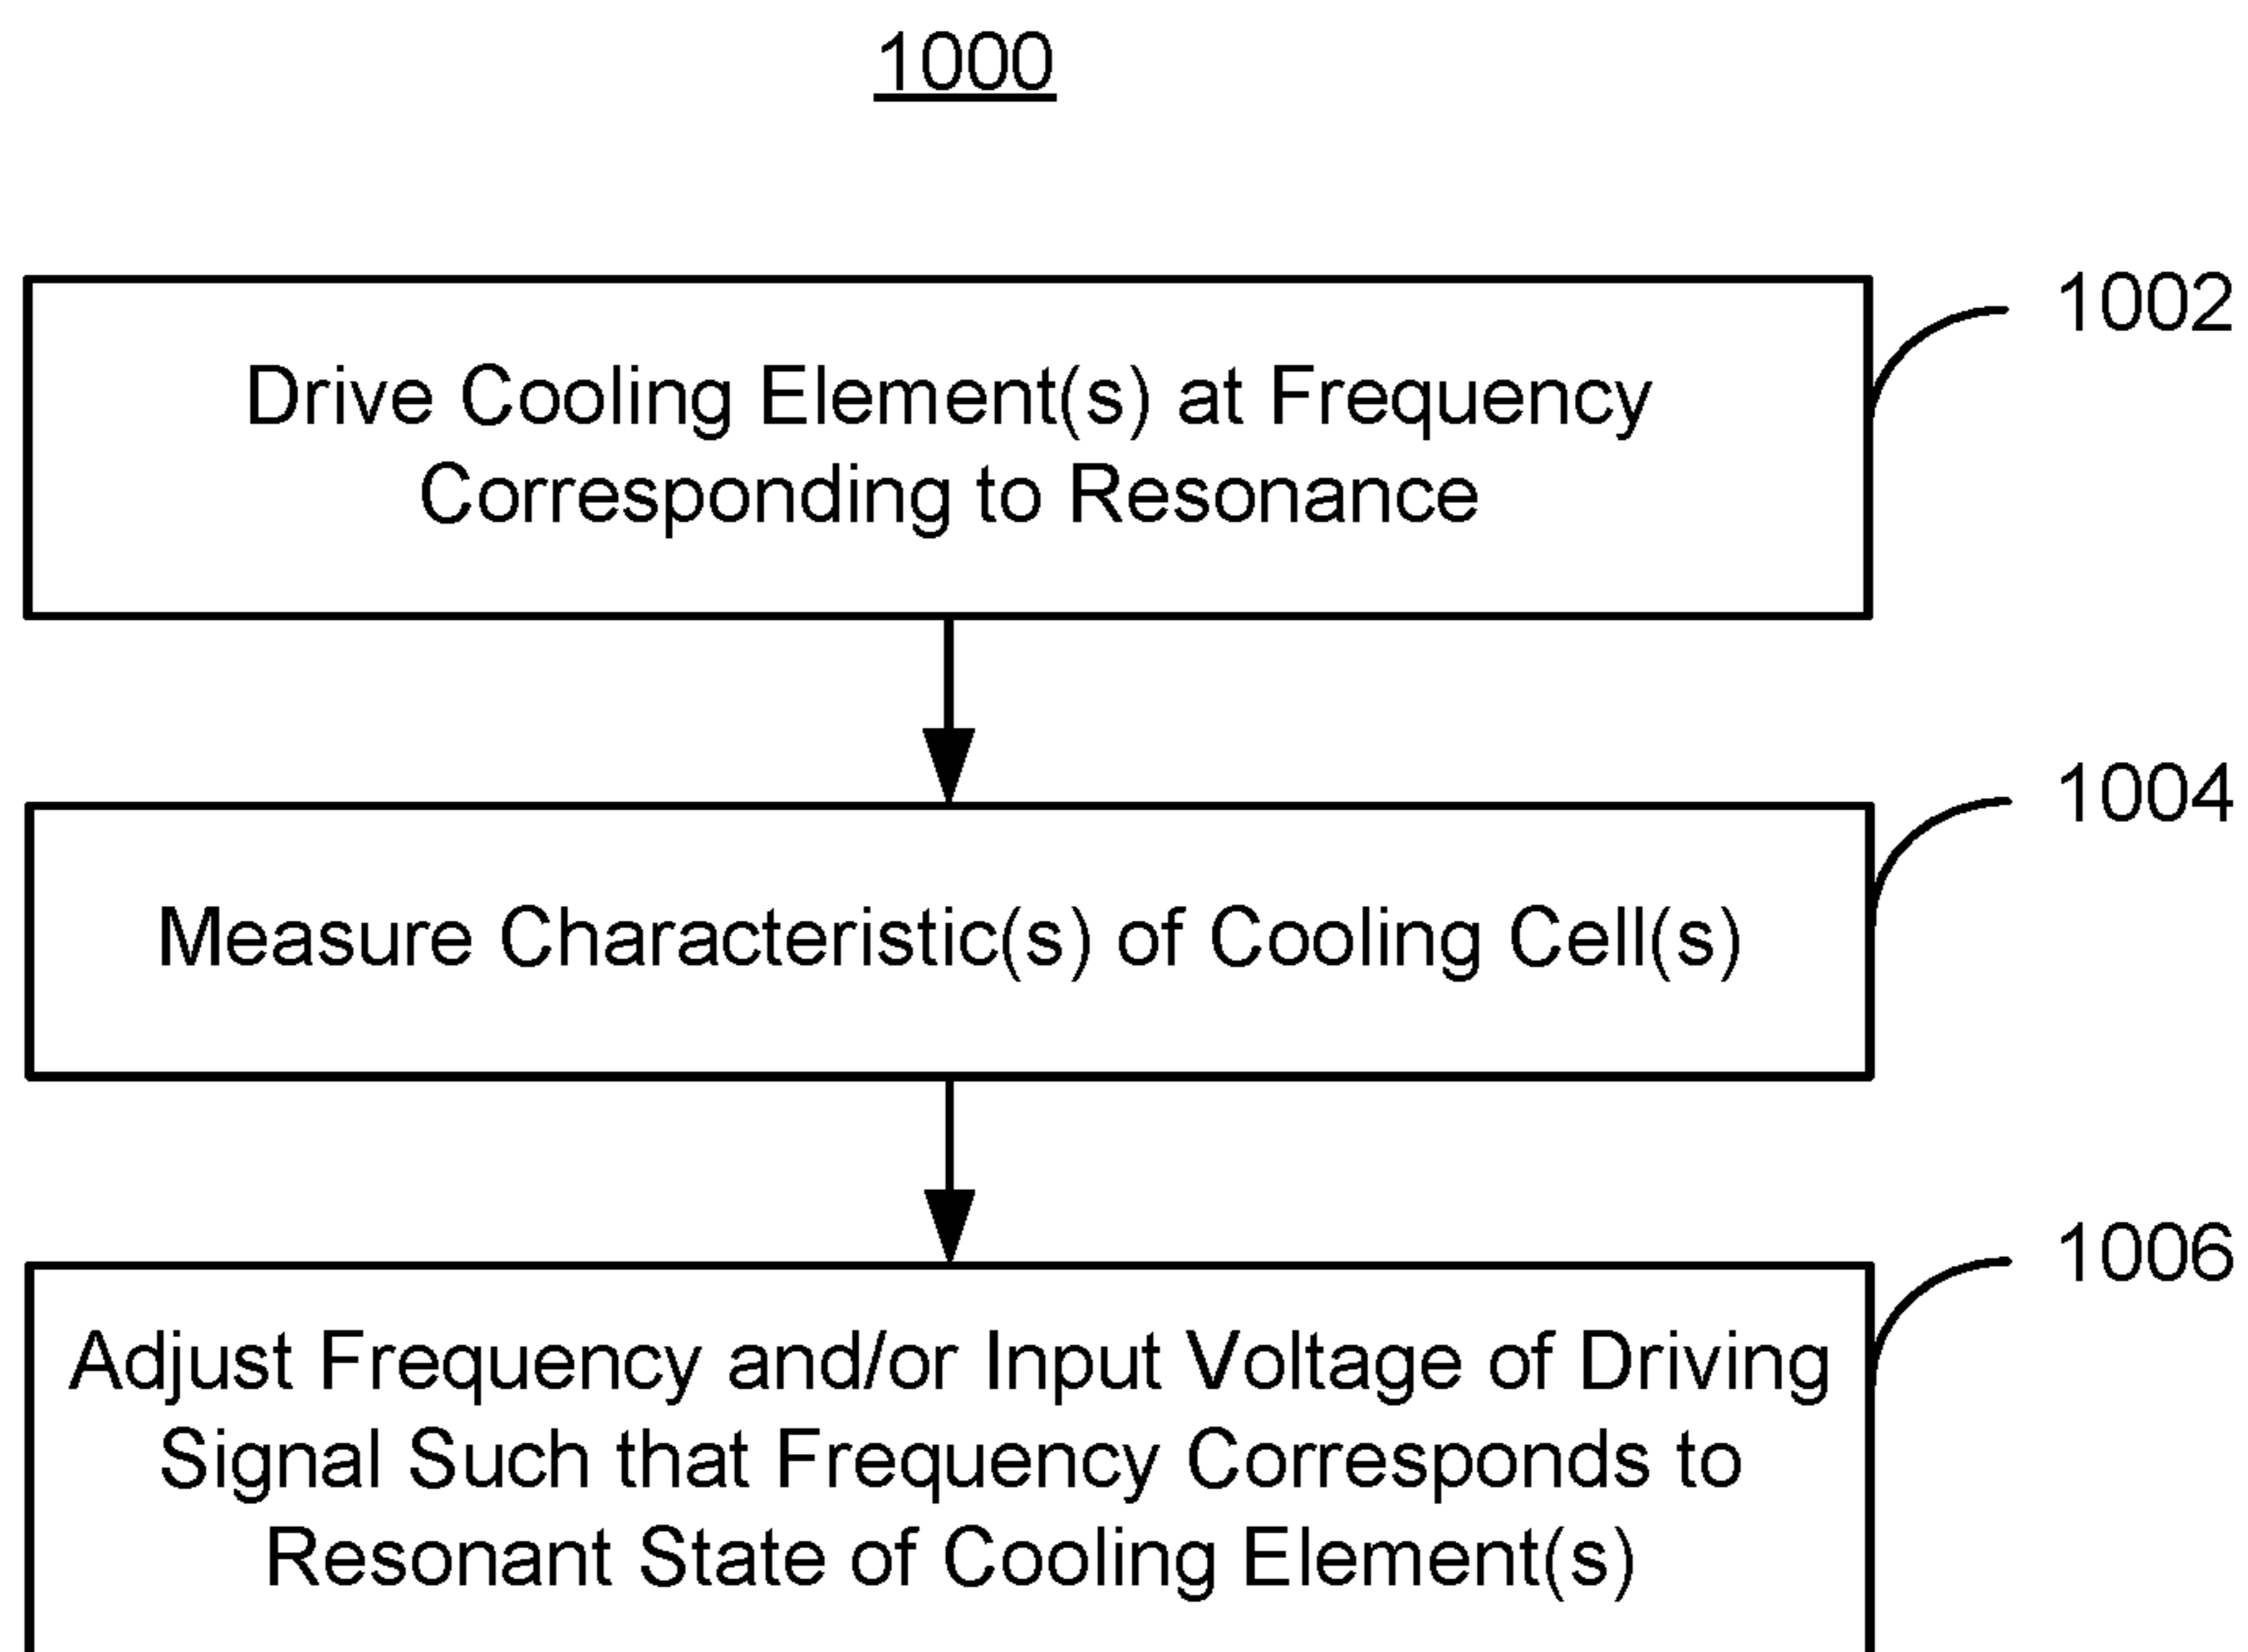 1000
1002
Drive Cooling Element(s) at Frequency
Corresponding to Resonance
1004
Measure Characteristic(s) of Cooling Cell(s)
1006
Adjust Frequency and/or Input Voltage of Driving
Signal Such that Frequency Corresponds to
Resonant State of Cooling Element(s)